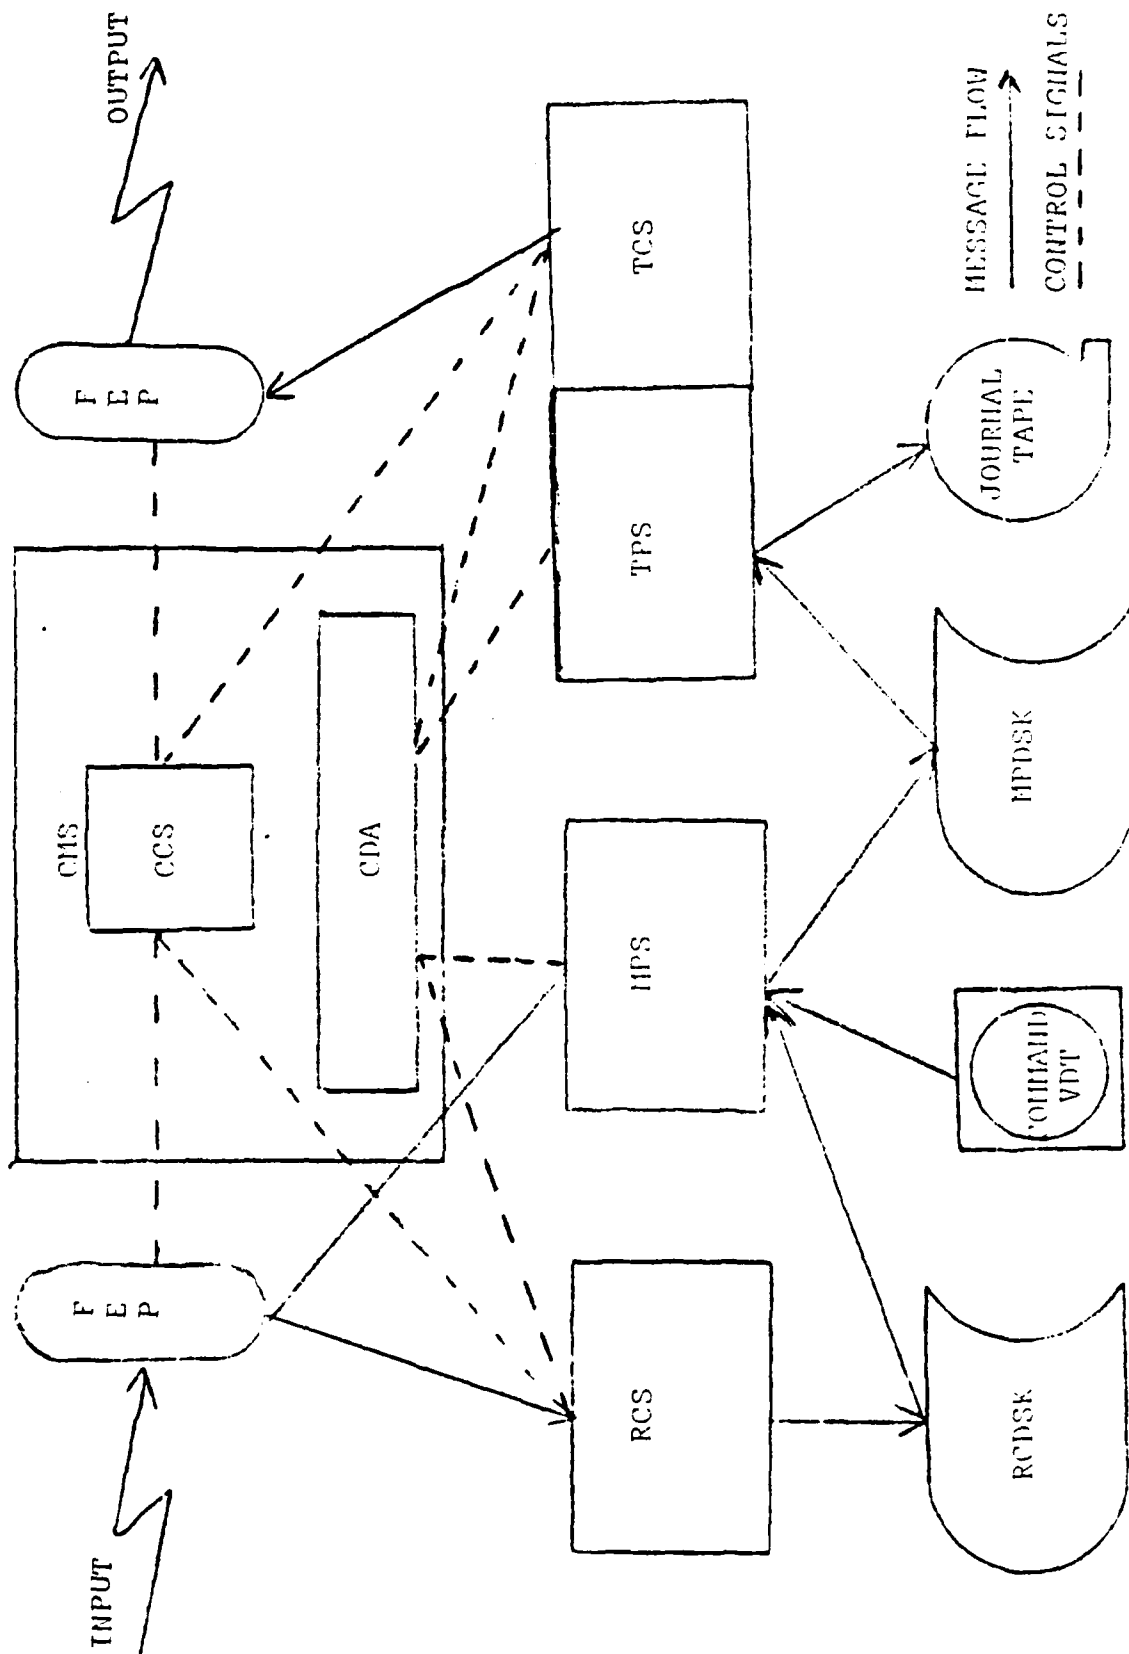 INPUT
OUTPUT
F
E
P
F
E
P
CMS
CCS
CDA
RCS
MPS
TPS
TCS
RCDSK
COMMAND
VDT
MPDSK
JOURNAL
TAPE
MESSAGE FLOW
CONTROL SIGNALS